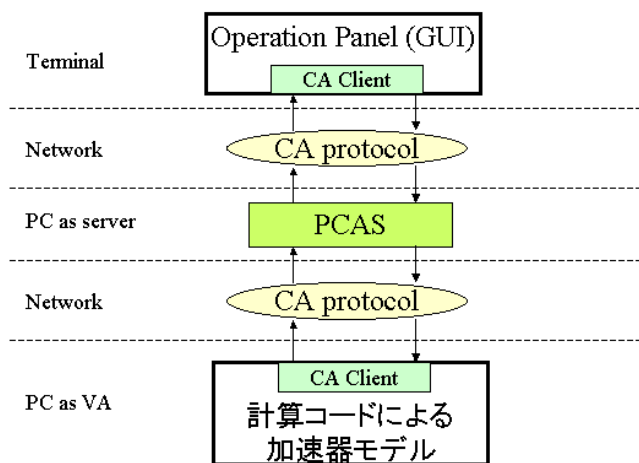 Operation Panel (GUI)
Terminal
CA Client
Network
CA protocol
PC as server
PCAS
Network
CA protocol
CA Client
PC as VA
計算コードによる
加速器モデル